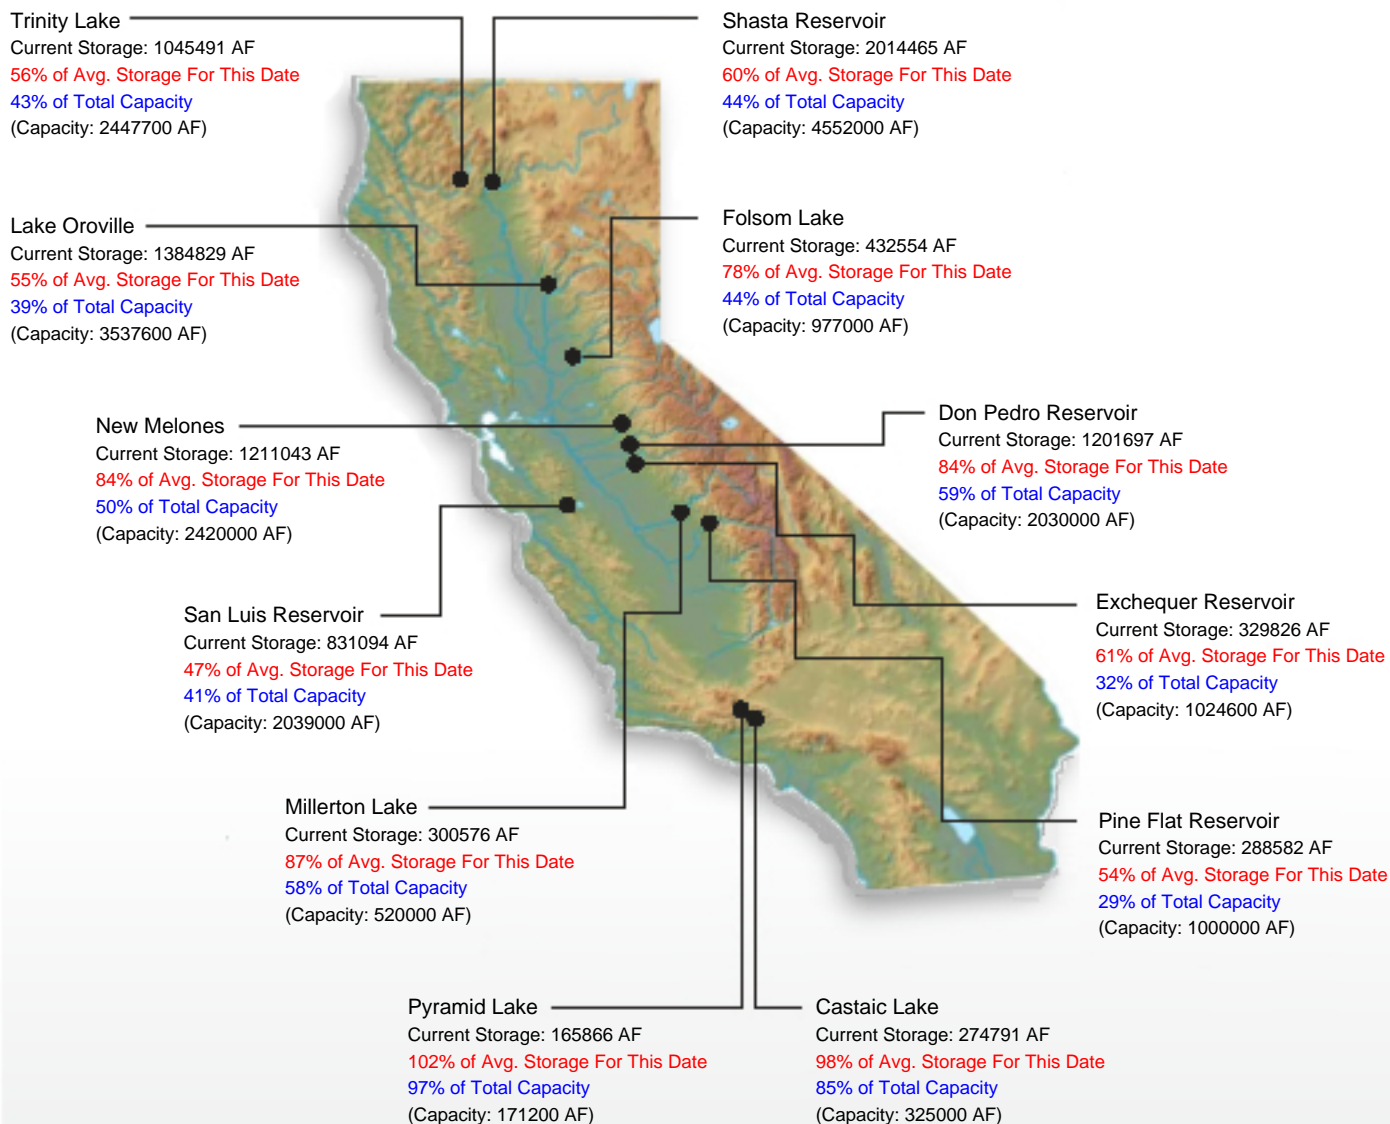 Trinity Lake
Current Storage: 1045491 AF
56% of Avg. Storage For This Date
43% of Total Capacity
(Capacity: 2447700 AF)
Shasta Reservoir
Current Storage: 2014465 AF
60% of Avg. Storage For This Date
44% of Total Capacity
(Capacity: 4552000 AF)
Lake Oroville
Current Storage: 1384829 AF
55% of Avg. Storage For This Date
39% of Total Capacity
(Capacity: 3537600 AF)
Folsom Lake
Current Storage: 432554 AF
78% of Avg. Storage For This Date
44% of Total Capacity
(Capacity: 977000 AF)
New Melones
Current Storage: 1211043 AF
84% of Avg. Storage For This Date
50% of Total Capacity
(Capacity: 2420000 AF)
Don Pedro Reservoir
Current Storage: 1201697 AF
84% of Avg. Storage For This Date
59% of Total Capacity
(Capacity: 2030000 AF)
San Luis Reservoir
Current Storage: 831094 AF
47% of Avg. Storage For This Date
41% of Total Capacity
(Capacity: 2039000 AF)
Exchequer Reservoir
Current Storage: 329826 AF
61% of Avg. Storage For This Date
32% of Total Capacity
(Capacity: 1024600 AF)
Millerton Lake
Current Storage: 300576 AF
87% of Avg. Storage For This Date
58% of Total Capacity
(Capacity: 520000 AF)
Pine Flat Reservoir
Current Storage: 288582 AF
54% of Avg. Storage For This Date
29% of Total Capacity
(Capacity: 1000000 AF)
Pyramid Lake
Current Storage: 165866 AF
102% of Avg. Storage For This Date
97% of Total Capacity
(Capacity: 171200 AF)
Castaic Lake
Current Storage: 274791 AF
98% of Avg. Storage For This Date
85% of Total Capacity
(Capacity: 325000 AF)